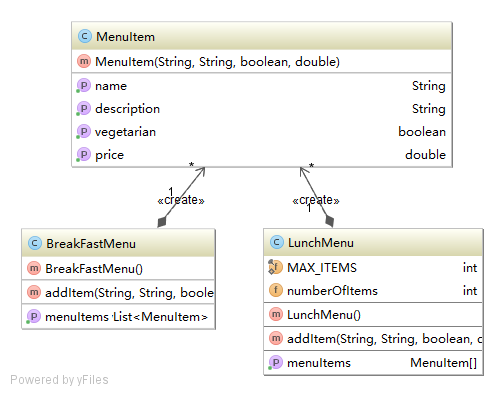 C MenuItem
m MenuItem(String, String, boolean, double)
P name String
P description String
P vegetarian boolean
P price double
* *
1 1
«create» «create»
C BreakFastMenu
m BreakFastMenu()
m addItem(String, String, boole
P menuItems List<MenuItem>
C LunchMenu
f MAX_ITEMS int
f numberOfItems int
m LunchMenu()
m addItem(String, String, boolean, d
P menuItems MenuItem[]
Powered by yFiles